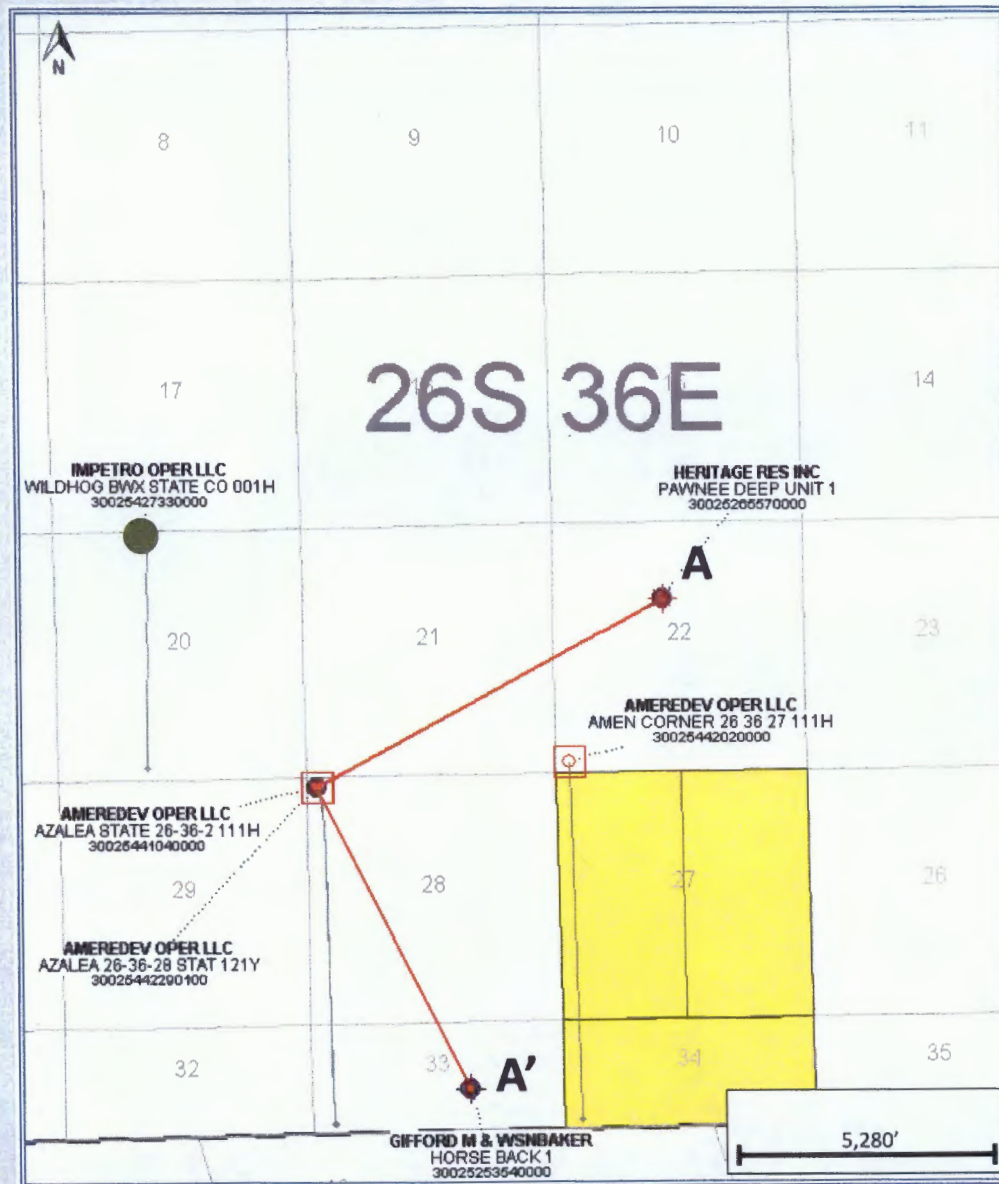 N
8
9
10
11
17
26S 36E
14
IMPETRO OPER LLC
WILDHOG BWX STATE CO 001H
30025427330000
HERITAGE RES INC
PAWNEE DEEP UNIT 1
30025265570000
A
20
21
22
23
AMEREDEV OPER LLC
AMEN CORNER 26 36 27 111H
30025442020000
AMEREDEV OPER LLC
AZALEA STATE 26-36-2 111H
30025441040000
29
28
27
26
AMEREDEV OPER LLC
AZALEA 26-36-28 STAT 121Y
30025442290100
32
33
A'
34
35
GIFFORD M & WSNBAKER
HORSE BACK 1
30025253540000
5,280'